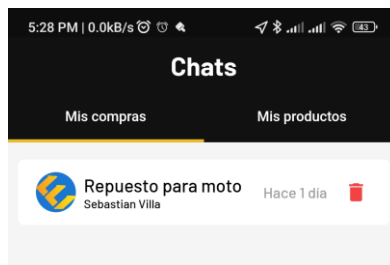 5:28 PM | 0.0kB/s
43
Chats
Mis compras
Mis productos
Repuesto para moto
Hace 1 día
Sebastian Villa